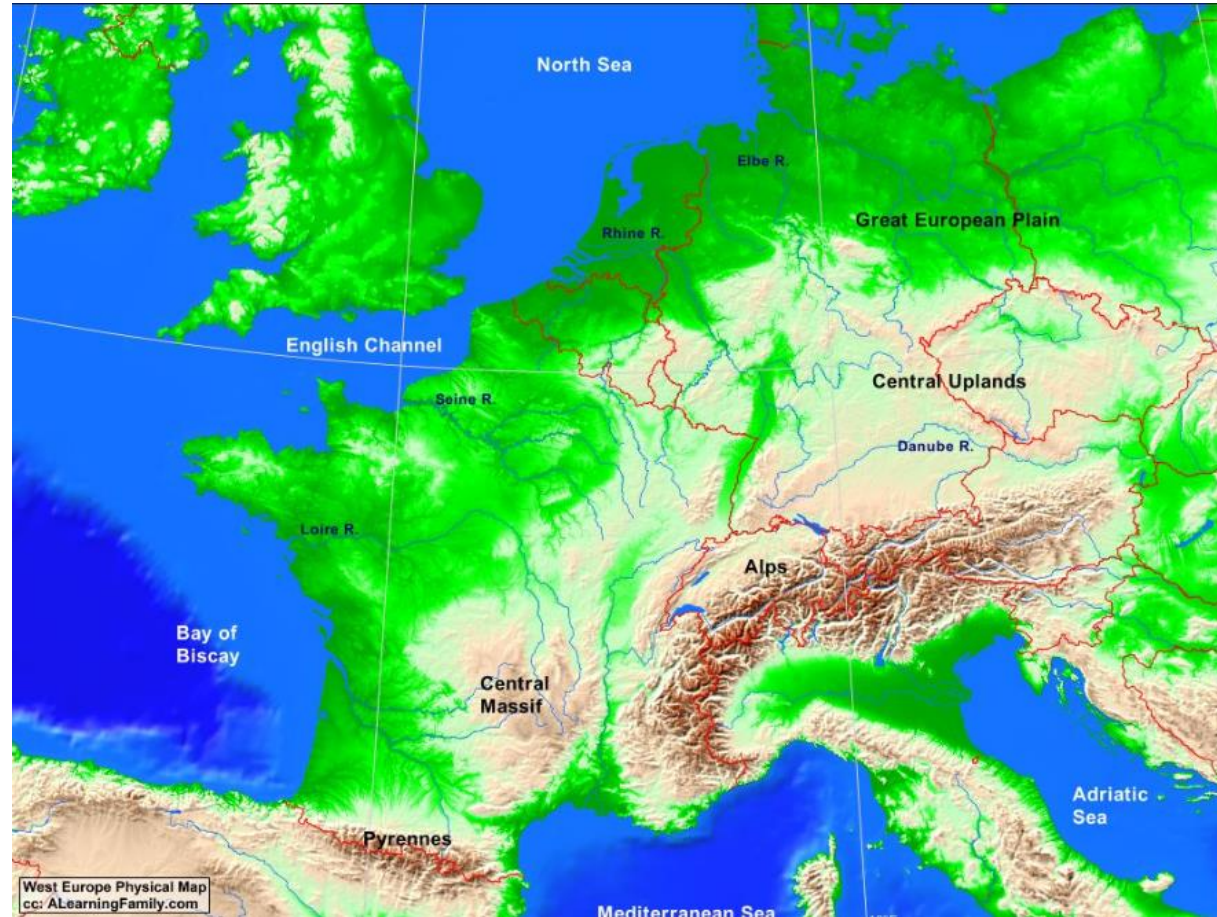 North Sea
Elbe R.
Great European Plain
Rhine R.
English Channel
Central Uplands
Seine R.
Danube R.
Loire R.
Alps
Bay of
Biscay
Central
Massif
Adriatic
Sea
Pyrennes
West Europe Physical Map
cc: ALearningFamily.com
Mediterranean Sea